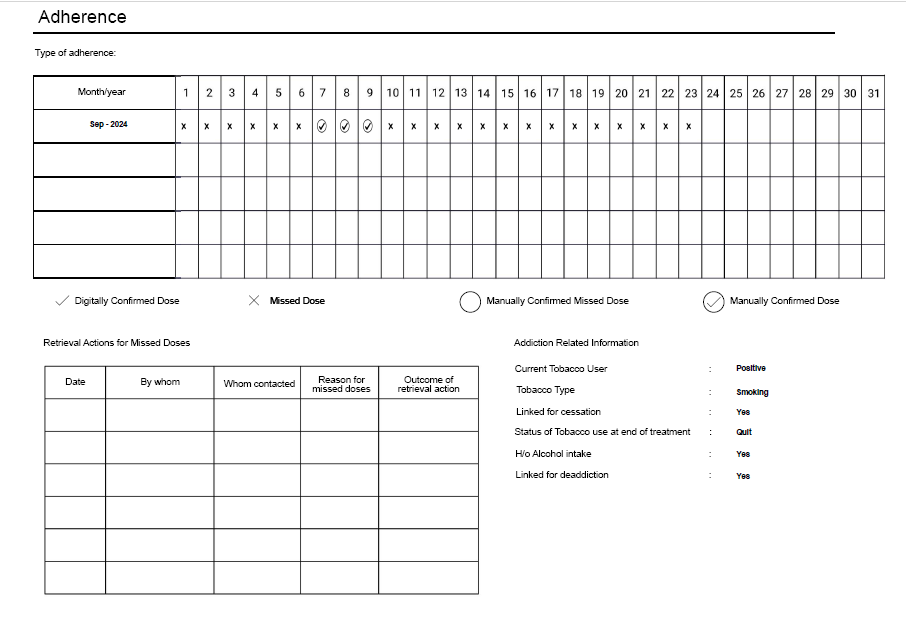 Adherence
Type of adherence:
Month/year 1 2 3 4 5 6 7 8 9 10 11 12 13 14 15 16 17 18 19 20 21 22 23 24 25 26 27 28 29 30 31
Sep - 2024 x x x x x x ✓ ✓ ✓ x x x x x x x x x x x x x x
✓ Digitally Confirmed Dose
✕ Missed Dose
Manually Confirmed Missed Dose
✓ Manually Confirmed Dose
Retrieval Actions for Missed Doses
Date
By whom
Whom contacted
Reason for
missed doses
Outcome of
retrieval action
Addiction Related Information
Current Tobacco User : Positive
Tobacco Type : Smoking
Linked for cessation : Yes
Status of Tobacco use at end of treatment : Quit
H/o Alcohol intake : Yes
Linked for deaddiction : Yes